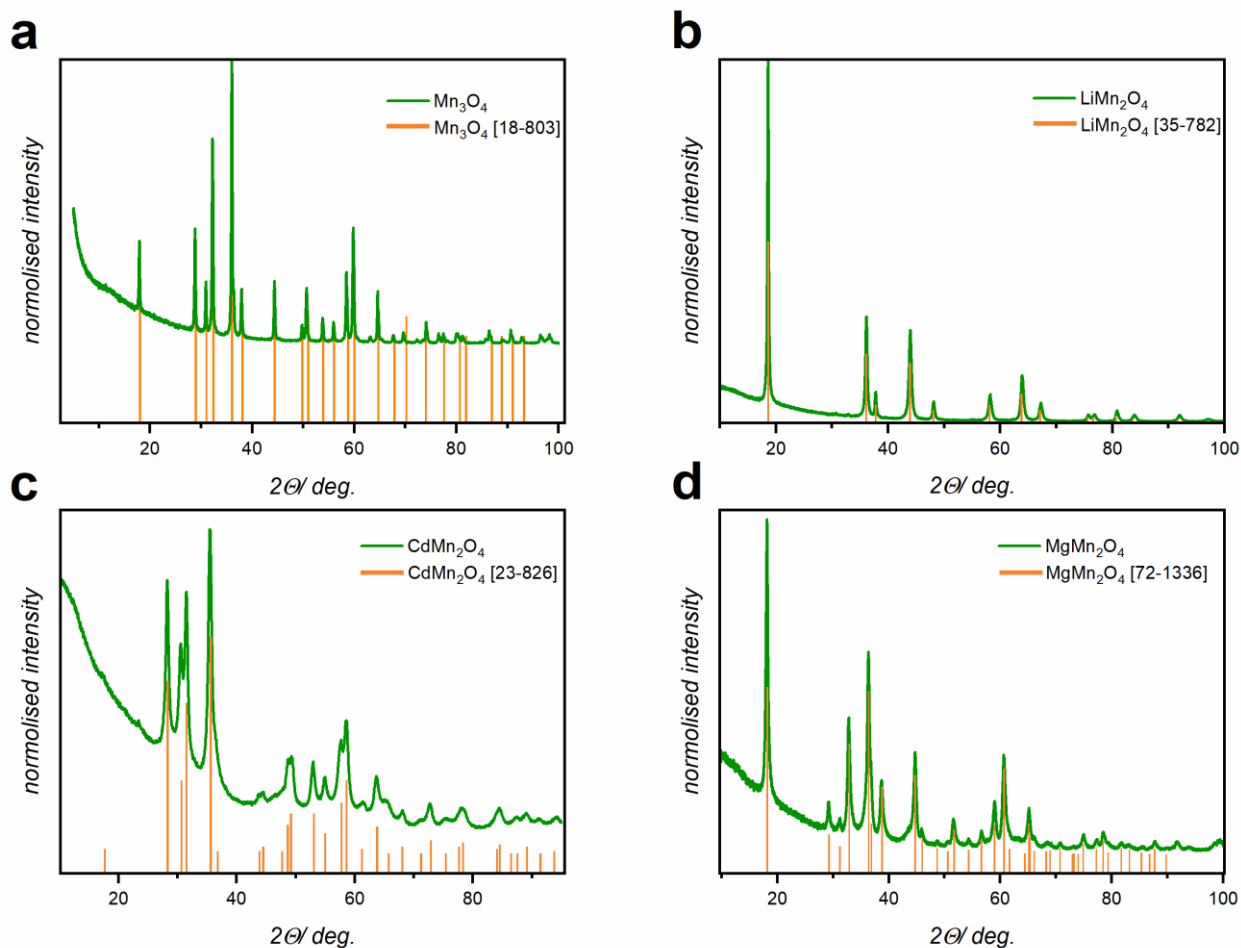 a
normolised intensity
Mn₃O₄
Mn₃O₄ [18-803]
20 40 60 80 100
2Θ/ deg.
b
normolised intensity
LiMn₂O₄
LiMn₂O₄ [35-782]
20 40 60 80 100
2Θ/ deg.
c
normolised intensity
CdMn₂O₄
CdMn₂O₄ [23-826]
20 40 60 80
2Θ/ deg.
d
normolised intensity
MgMn₂O₄
MgMn₂O₄ [72-1336]
20 40 60 80 100
2Θ/ deg.